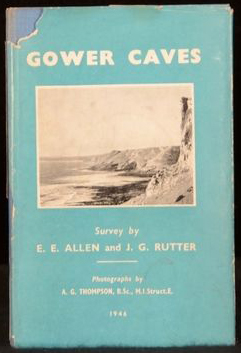 GOWER CAVES
Survey by
E. E. ALLEN and J. G. RUTTER
Photographs by
A. G. THOMPSON, B.Sc., M.I.Struct.E.
1946